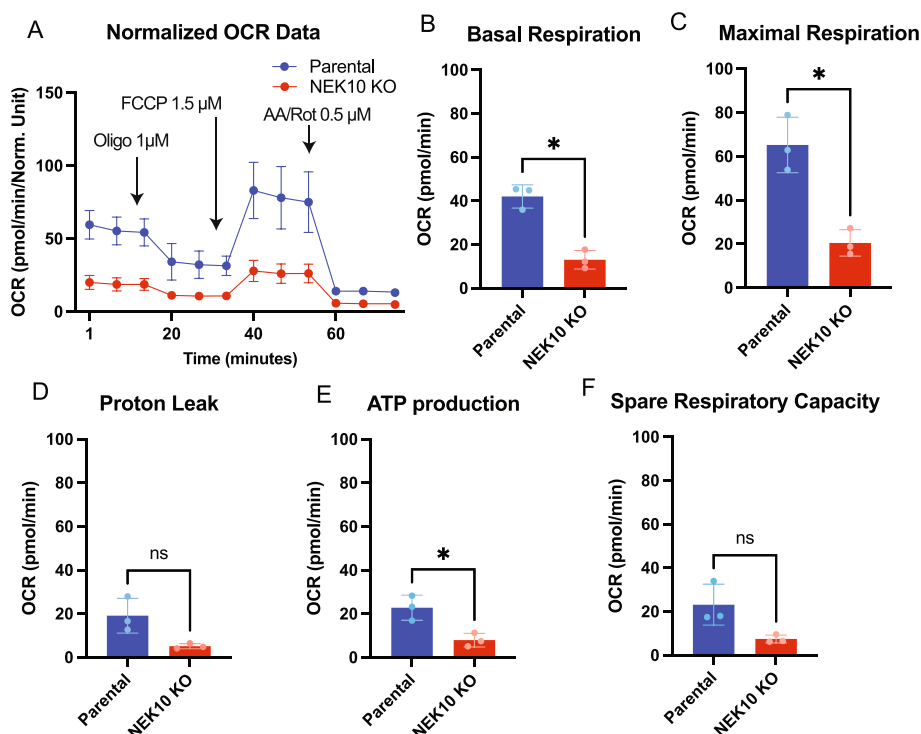 A
Normalized OCR Data
Parental
NEK10 KO
OCR (pmol/min/Norm. Unit)
150
100
50
0
Oligo 1µM
FCCP 1.5 µM
AA/Rot 0.5 µM
1
20
40
60
Time (minutes)
B
Basal Respiration
OCR (pmol/min)
100
80
60
40
20
0
*
Parental
NEK10 KO
C
Maximal Respiration
OCR (pmol/min)
100
80
60
40
20
0
*
Parental
NEK10 KO
D
Proton Leak
OCR (pmol/min)
100
80
60
40
20
0
ns
Parental
NEK10 KO
E
ATP production
OCR (pmol/min)
100
80
60
40
20
0
*
Parental
NEK10 KO
F
Spare Respiratory Capacity
OCR (pmol/min)
100
80
60
40
20
0
ns
Parental
NEK10 KO